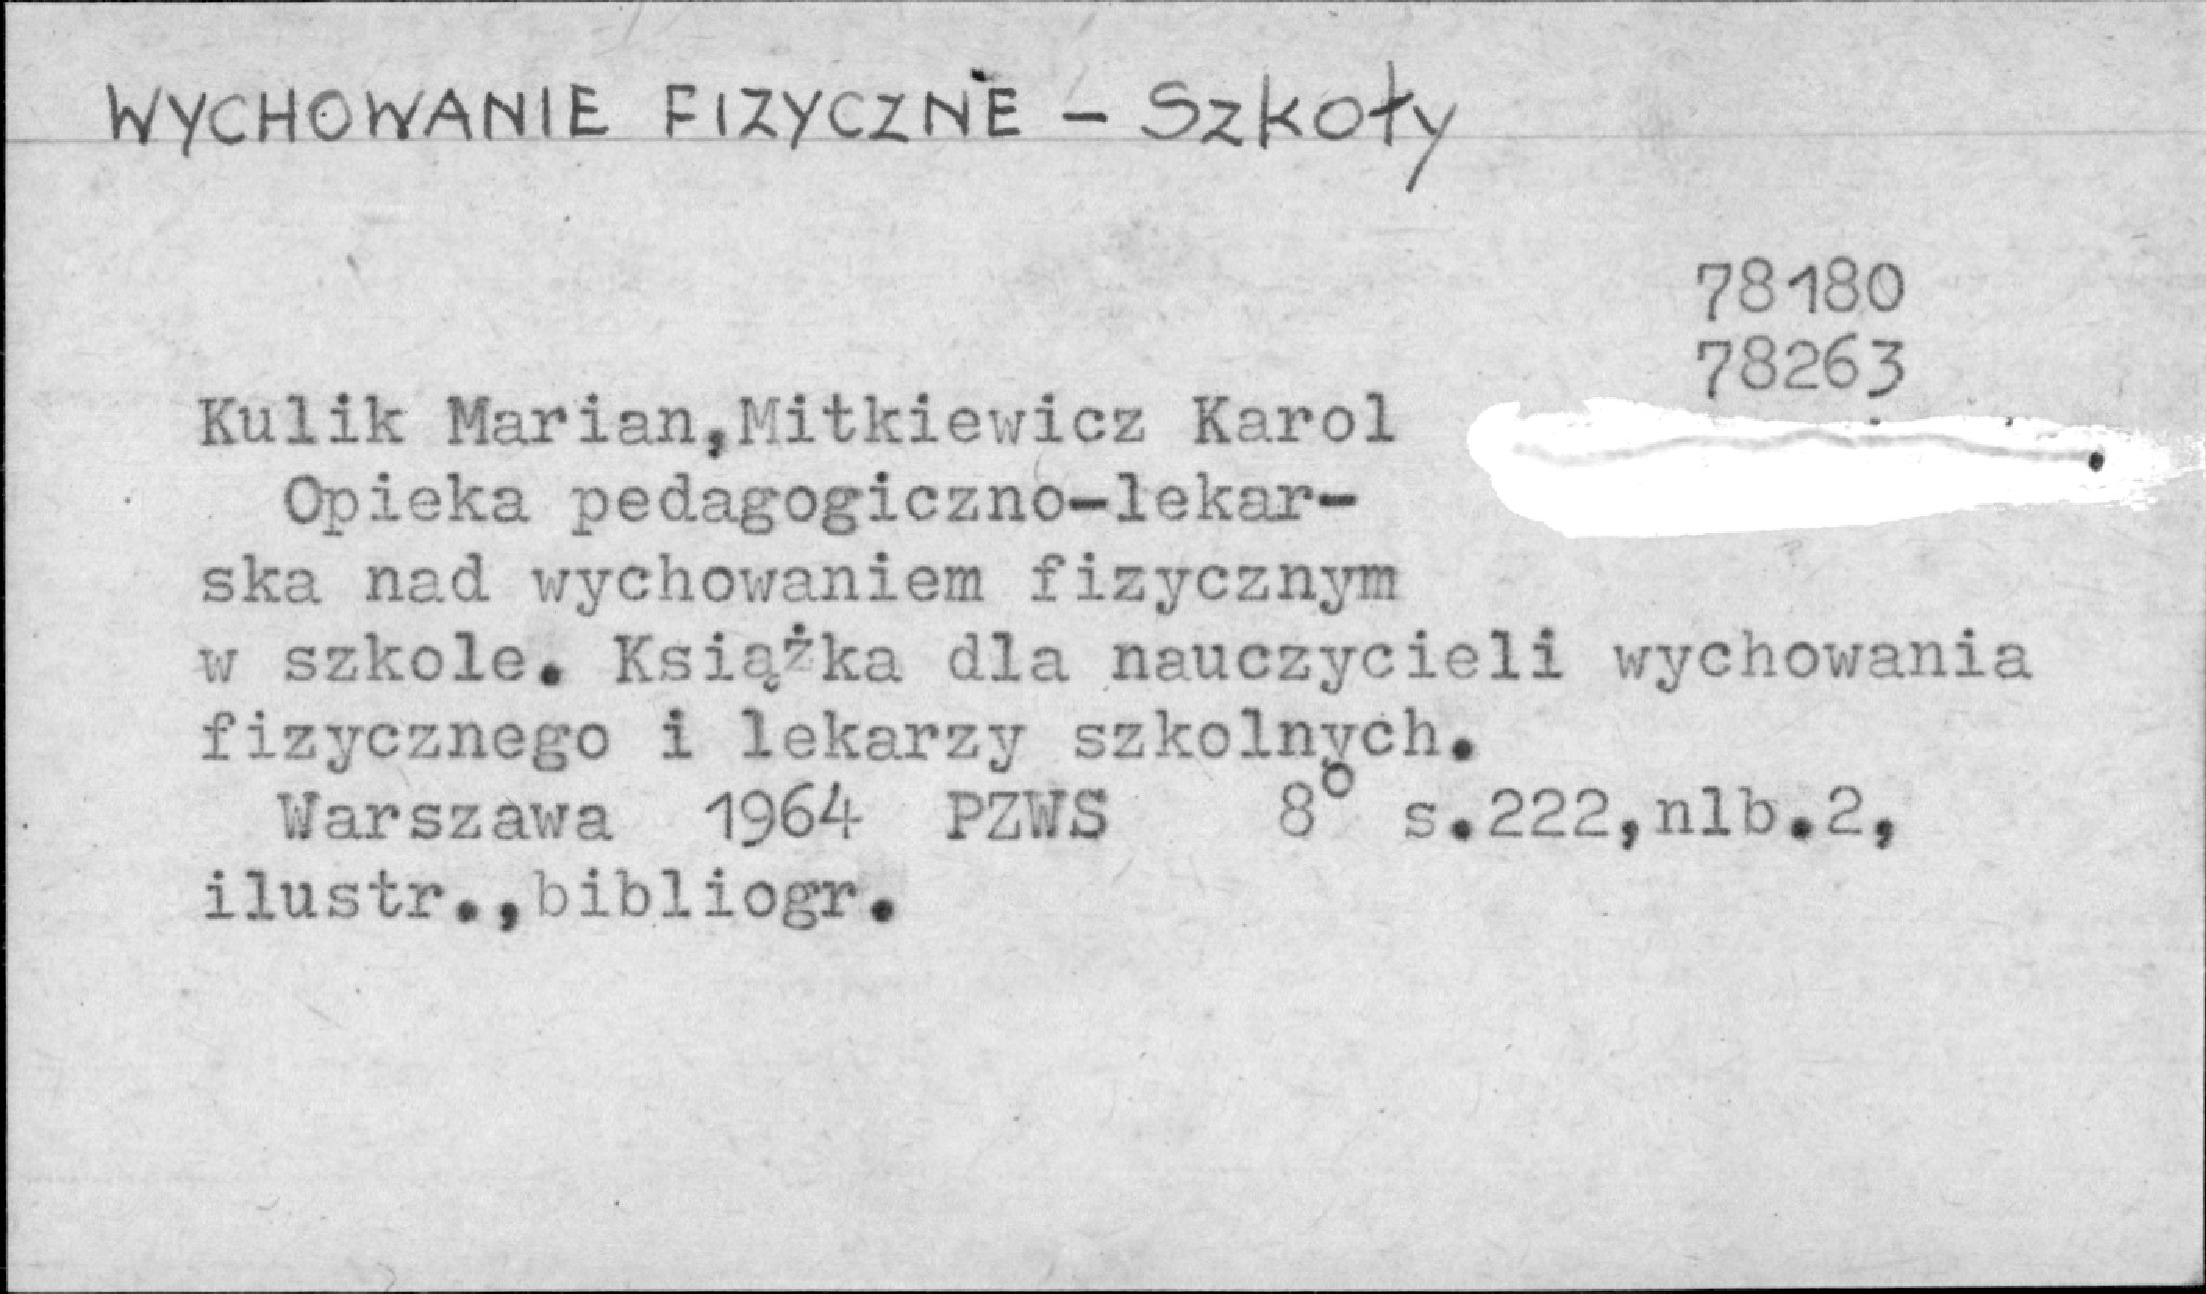 WYCHOWANIE FIZYCZNE - Szkoły
78180
78263
Kulik Marian,Mitkiewicz Karol
Opieka pedagogiczno-lekar-
ska nad wychowaniem fizycznym
w szkole. Książka dla nauczycieli wychowania
fizycznego i lekarzy szkolnych.
Warszawa 1964 PZWS 8° s.222,nlb.2,
ilustr.,bibliogr.